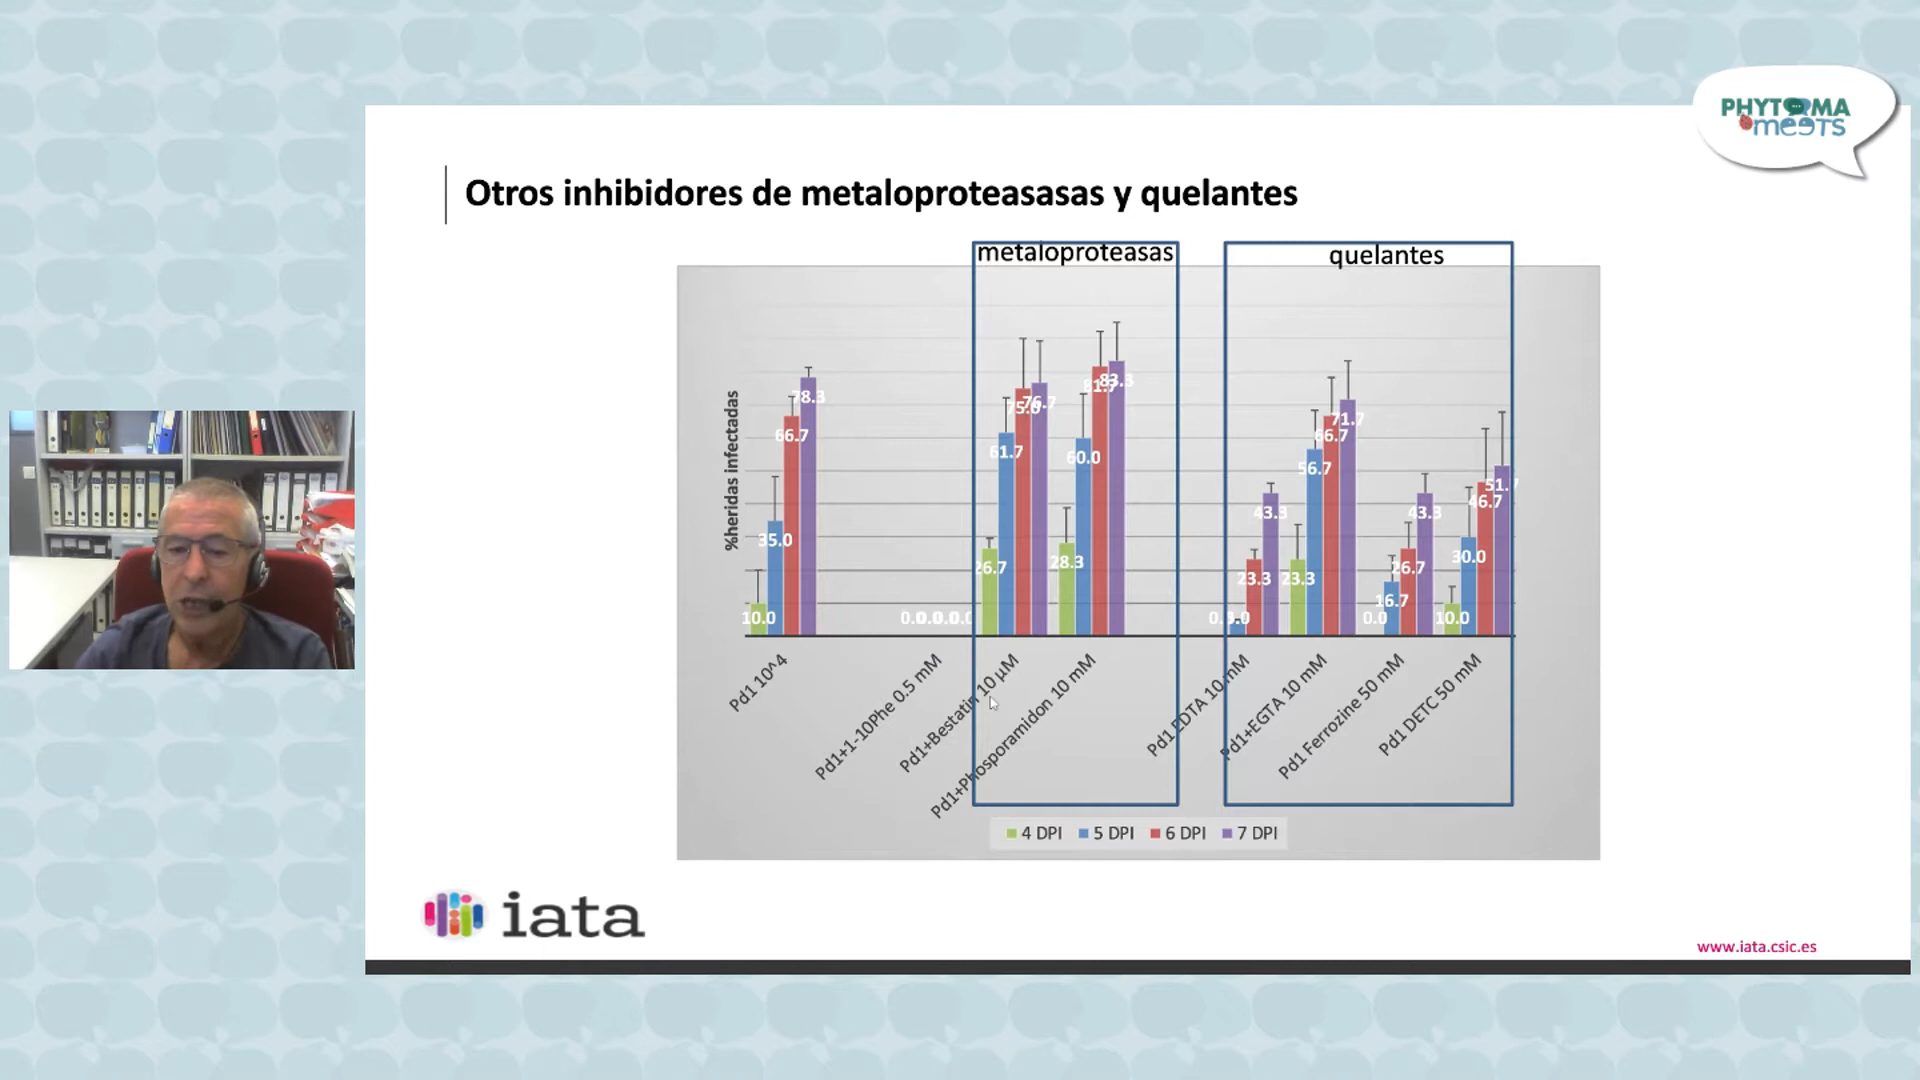 PHYTOMA
meeTS
Otros inhibidores de metaloproteasasas y quelantes
metaloproteasas
quelantes
%heridas infectadas
10.0
35.0
66.7
78.3
0.0
0.0
0.0
0.0
26.7
61.7
75.0
76.7
28.3
60.0
81.7
83.3
0.0
5.0
23.3
43.3
23.3
56.7
66.7
71.7
0.0
16.7
26.7
43.3
10.0
30.0
46.7
51.7
Pd1 10^4
Pd1+1-10Phe 0.5 mM
Pd1+Bestatin 10 µM
Pd1+Phosporamidon 10 mM
Pd1 EDTA 10 mM
Pd1+EGTA 10 mM
Pd1 Ferrozine 50 mM
Pd1 DETC 50 mM
4 DPI 5 DPI 6 DPI 7 DPI
iata
www.iata.csic.es